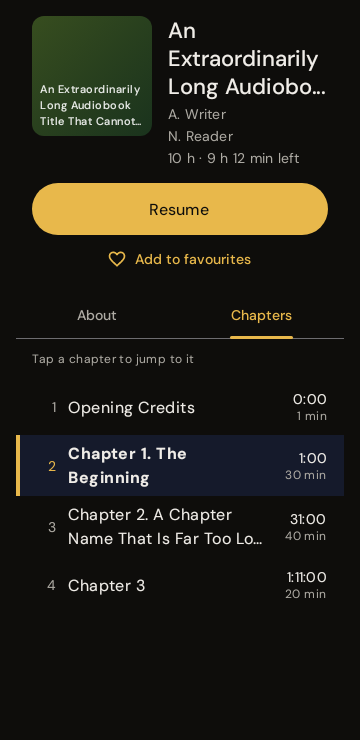 An Extraordinarily
Long Audiobook
Title That Cannot…
An
Extraordinarily
Long Audiobo...
A. Writer
N. Reader
10 h · 9 h 12 min left
Resume
Add to favourites
About
Chapters
Tap a chapter to jump to it
1 Opening Credits 0:00
1 min
2 Chapter 1. The Beginning 1:00
30 min
3 Chapter 2. A Chapter Name That Is Far Too Lo... 31:00
40 min
4 Chapter 3 1:11:00
20 min